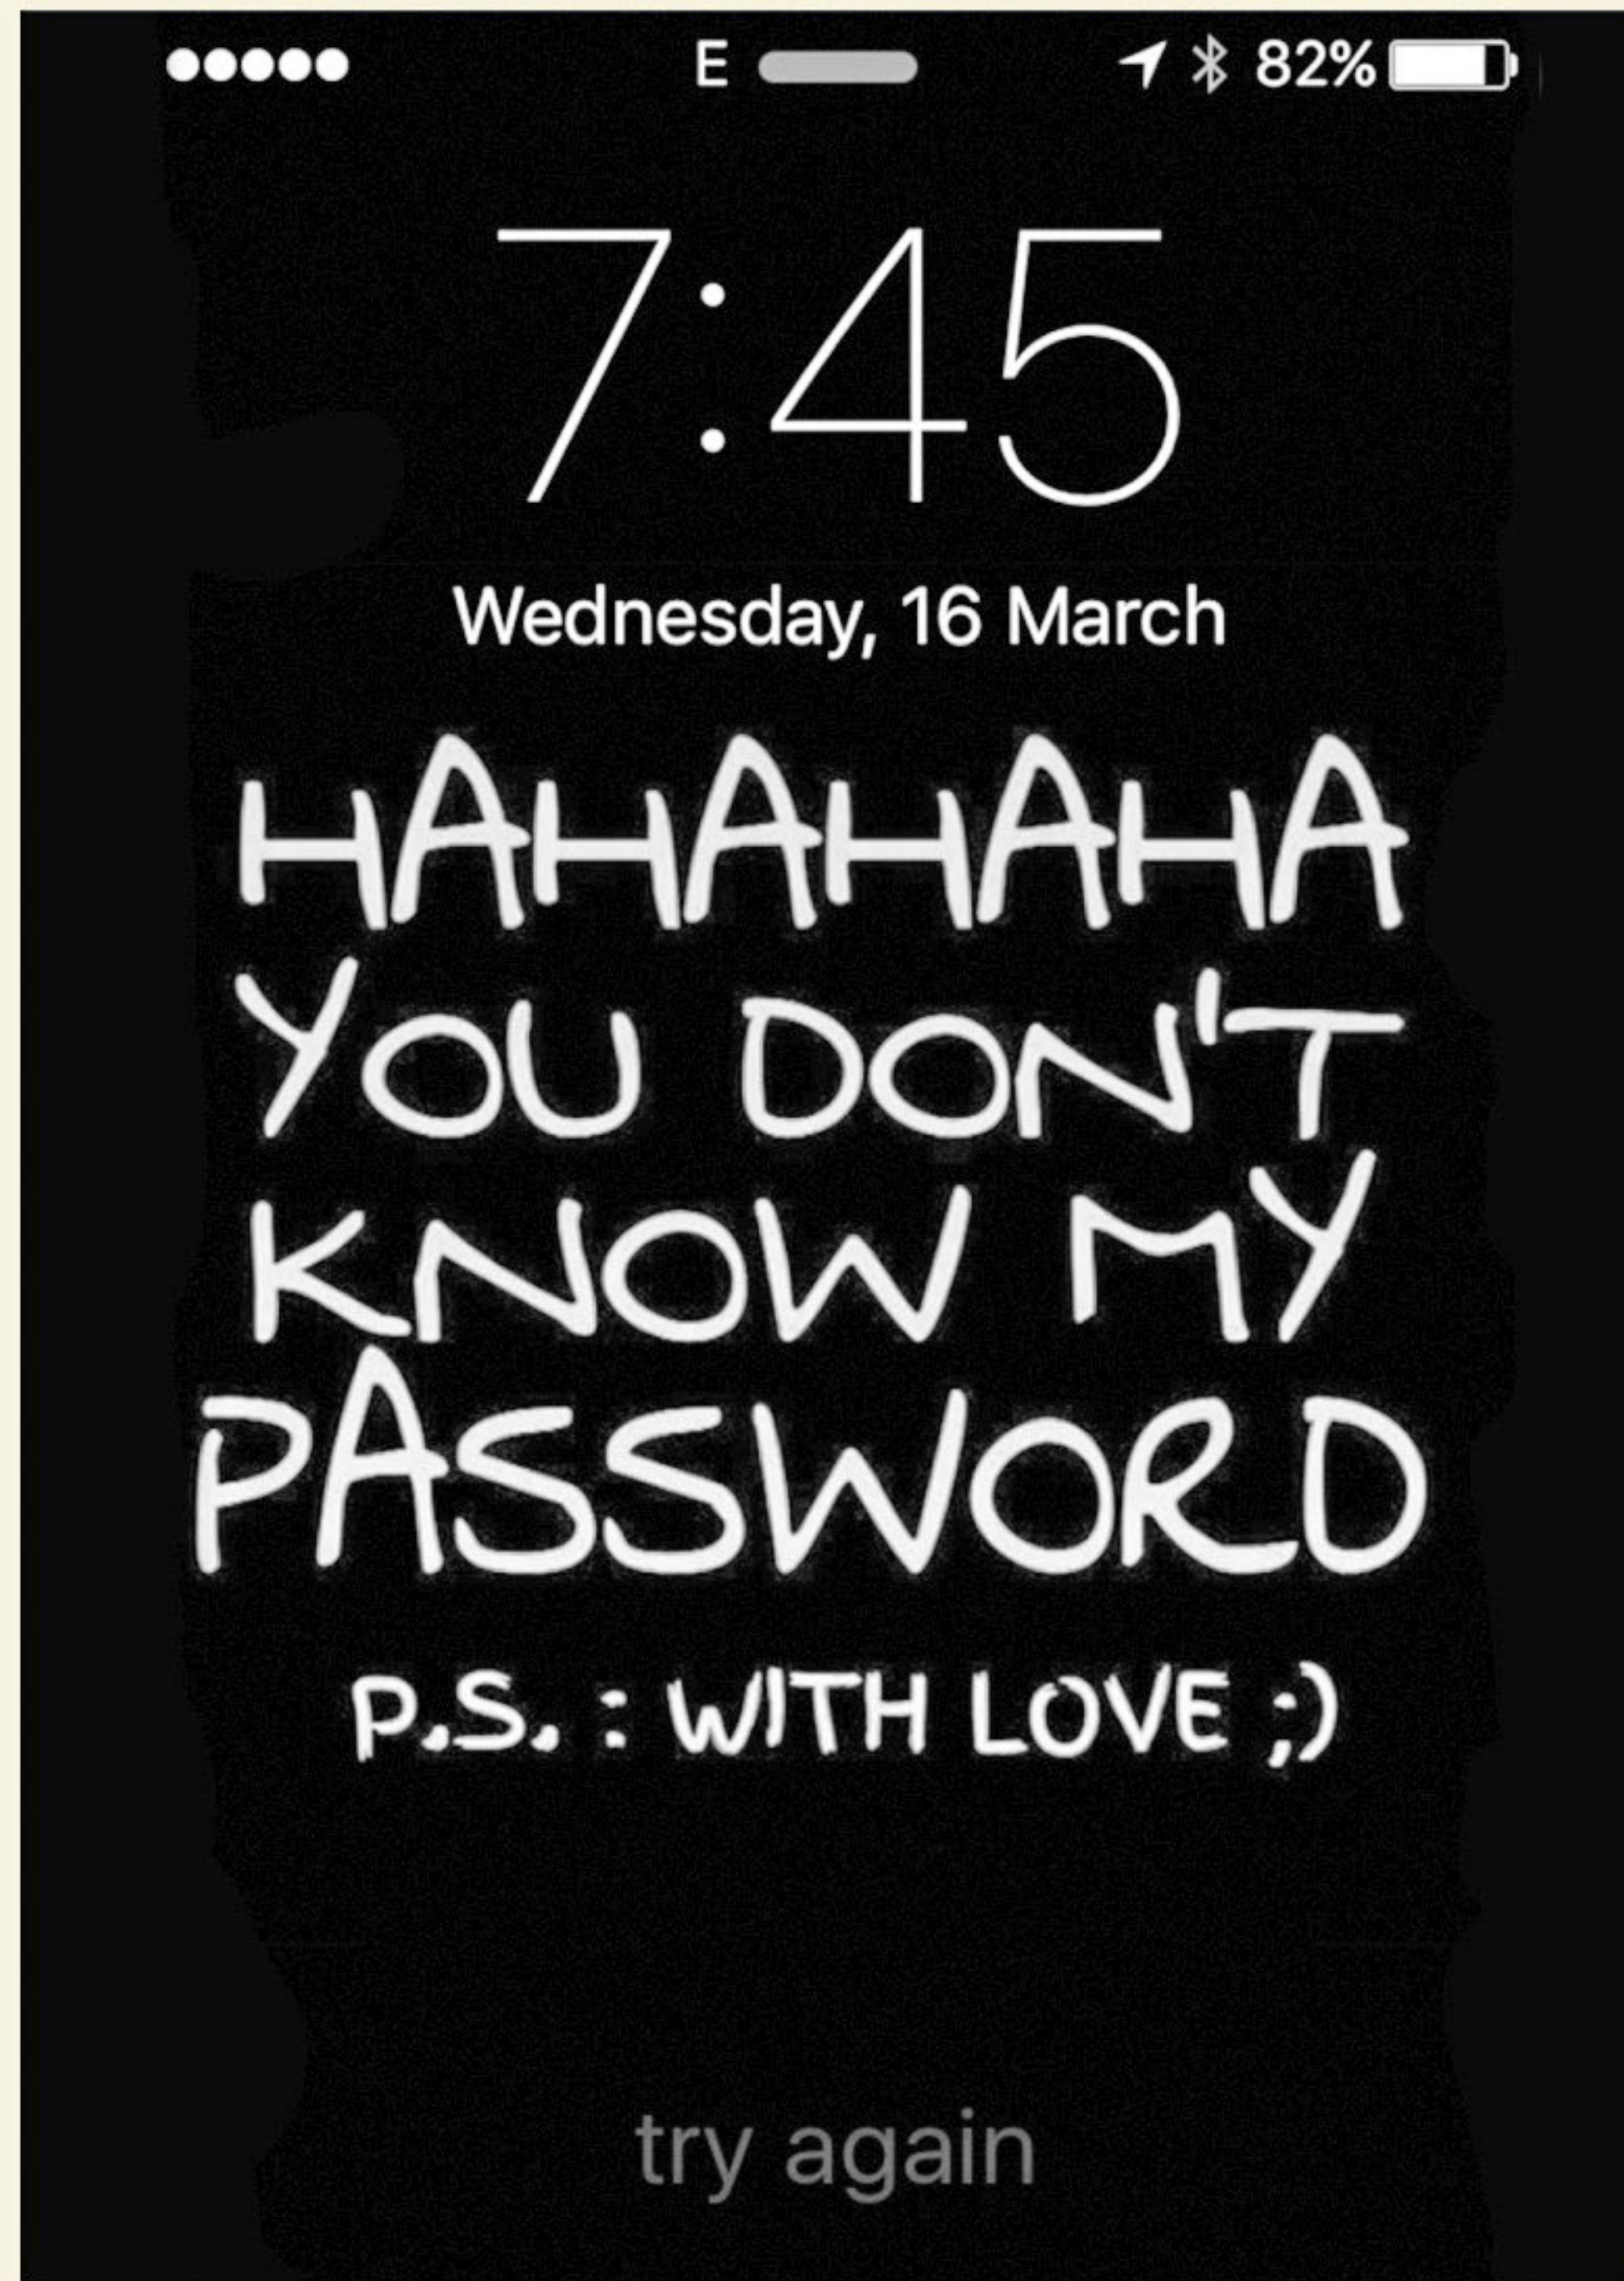 E 82%
7:45
Wednesday, 16 March
HAHAHAHA
YOU DON'T
KNOW MY
PASSWORD
P.S. : WITH LOVE ;)
try again